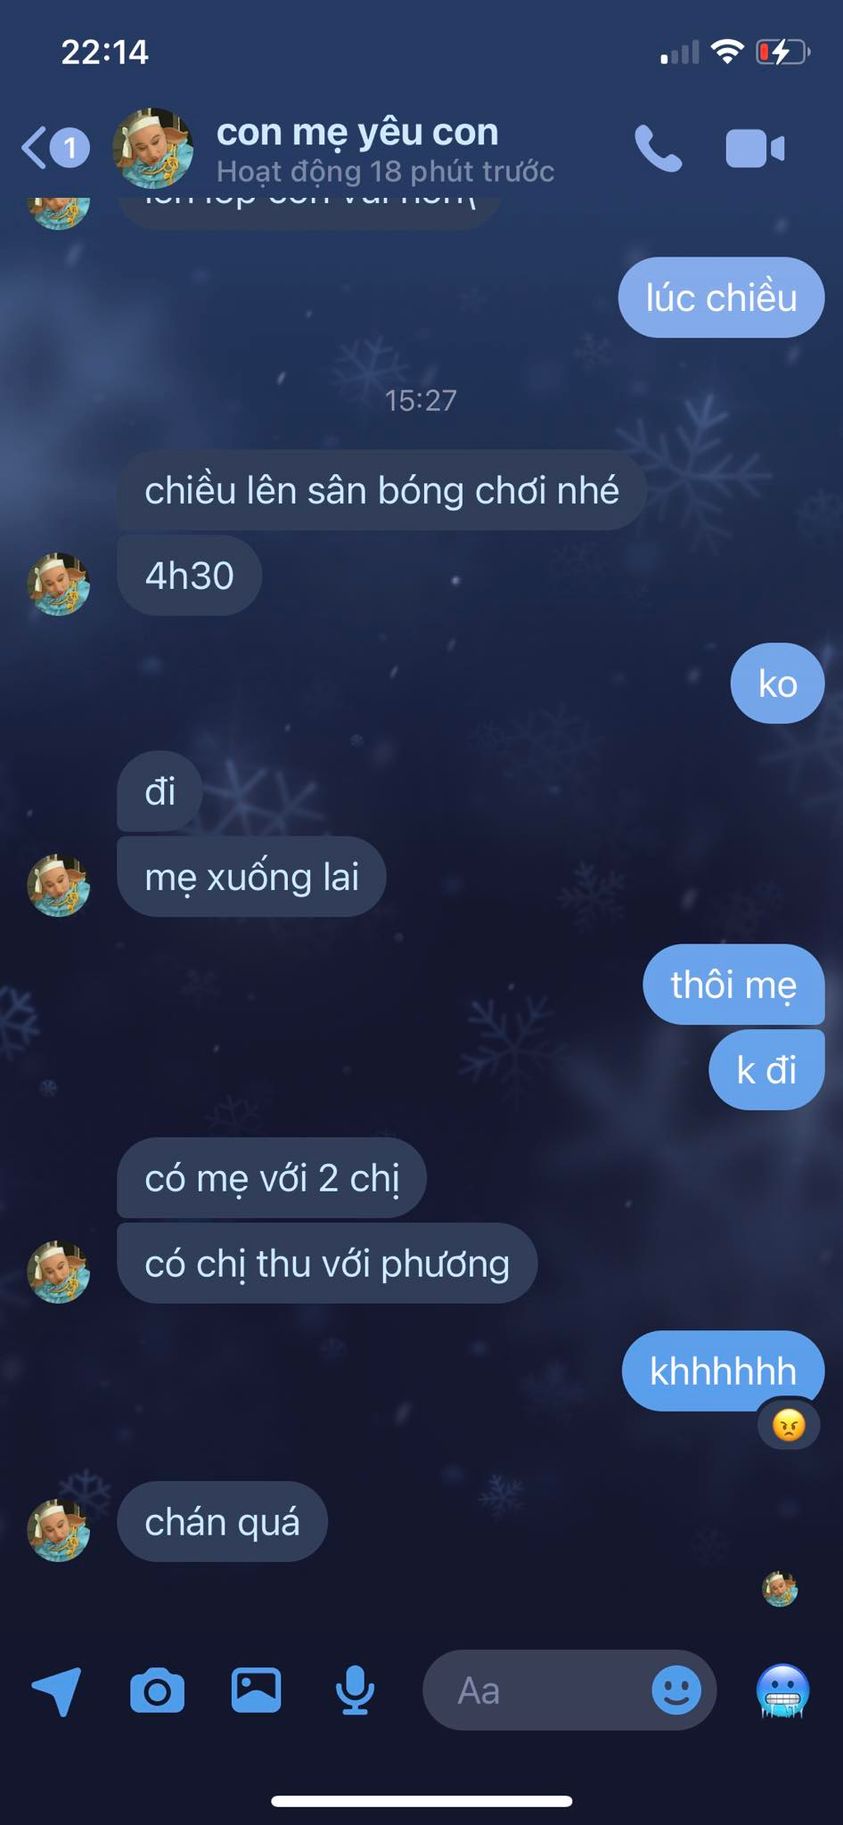 22:14
1
con mẹ yêu con
Hoạt động 18 phút trước
lúc chiều
15:27
chiều lên sân bóng chơi nhé
4h30
ko
đi
mẹ xuống lai
thôi mẹ
k đi
có mẹ với 2 chị
có chị thu với phương
khhhhhh
chán quá
Aa